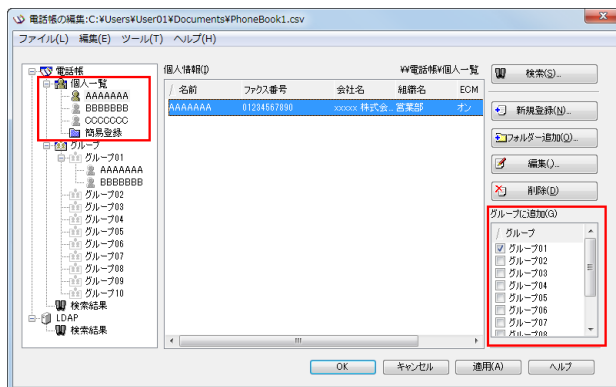 電話帳の編集:C:¥Users¥User01¥Documents¥PhoneBook1.csv
ファイル(L) 編集(E) ツール(T) ヘルプ(H)
電話帳
個人一覧
AAAAAAA
BBBBBBB
CCCCCCC
簡易登録
グループ
グループ01
AAAAAAA
BBBBBBB
グループ02
グループ03
グループ04
グループ05
グループ06
グループ07
グループ08
グループ09
グループ10
検索結果
LDAP
検索結果
個人情報(I) ¥¥電話帳¥個人一覧
名前 ファクス番号 会社名 組織名 ECM
AAAAAAA 01234567890 xxxxx 株式会... 営業部 オン
検索(S)...
新規登録(N)...
フォルダー追加(O)...
編集()...
削除(D)
グループに追加(G)
グループ
グループ01
グループ02
グループ03
グループ04
グループ05
グループ06
グループ07
グループ08
OK キャンセル 適用(A) ヘルプ